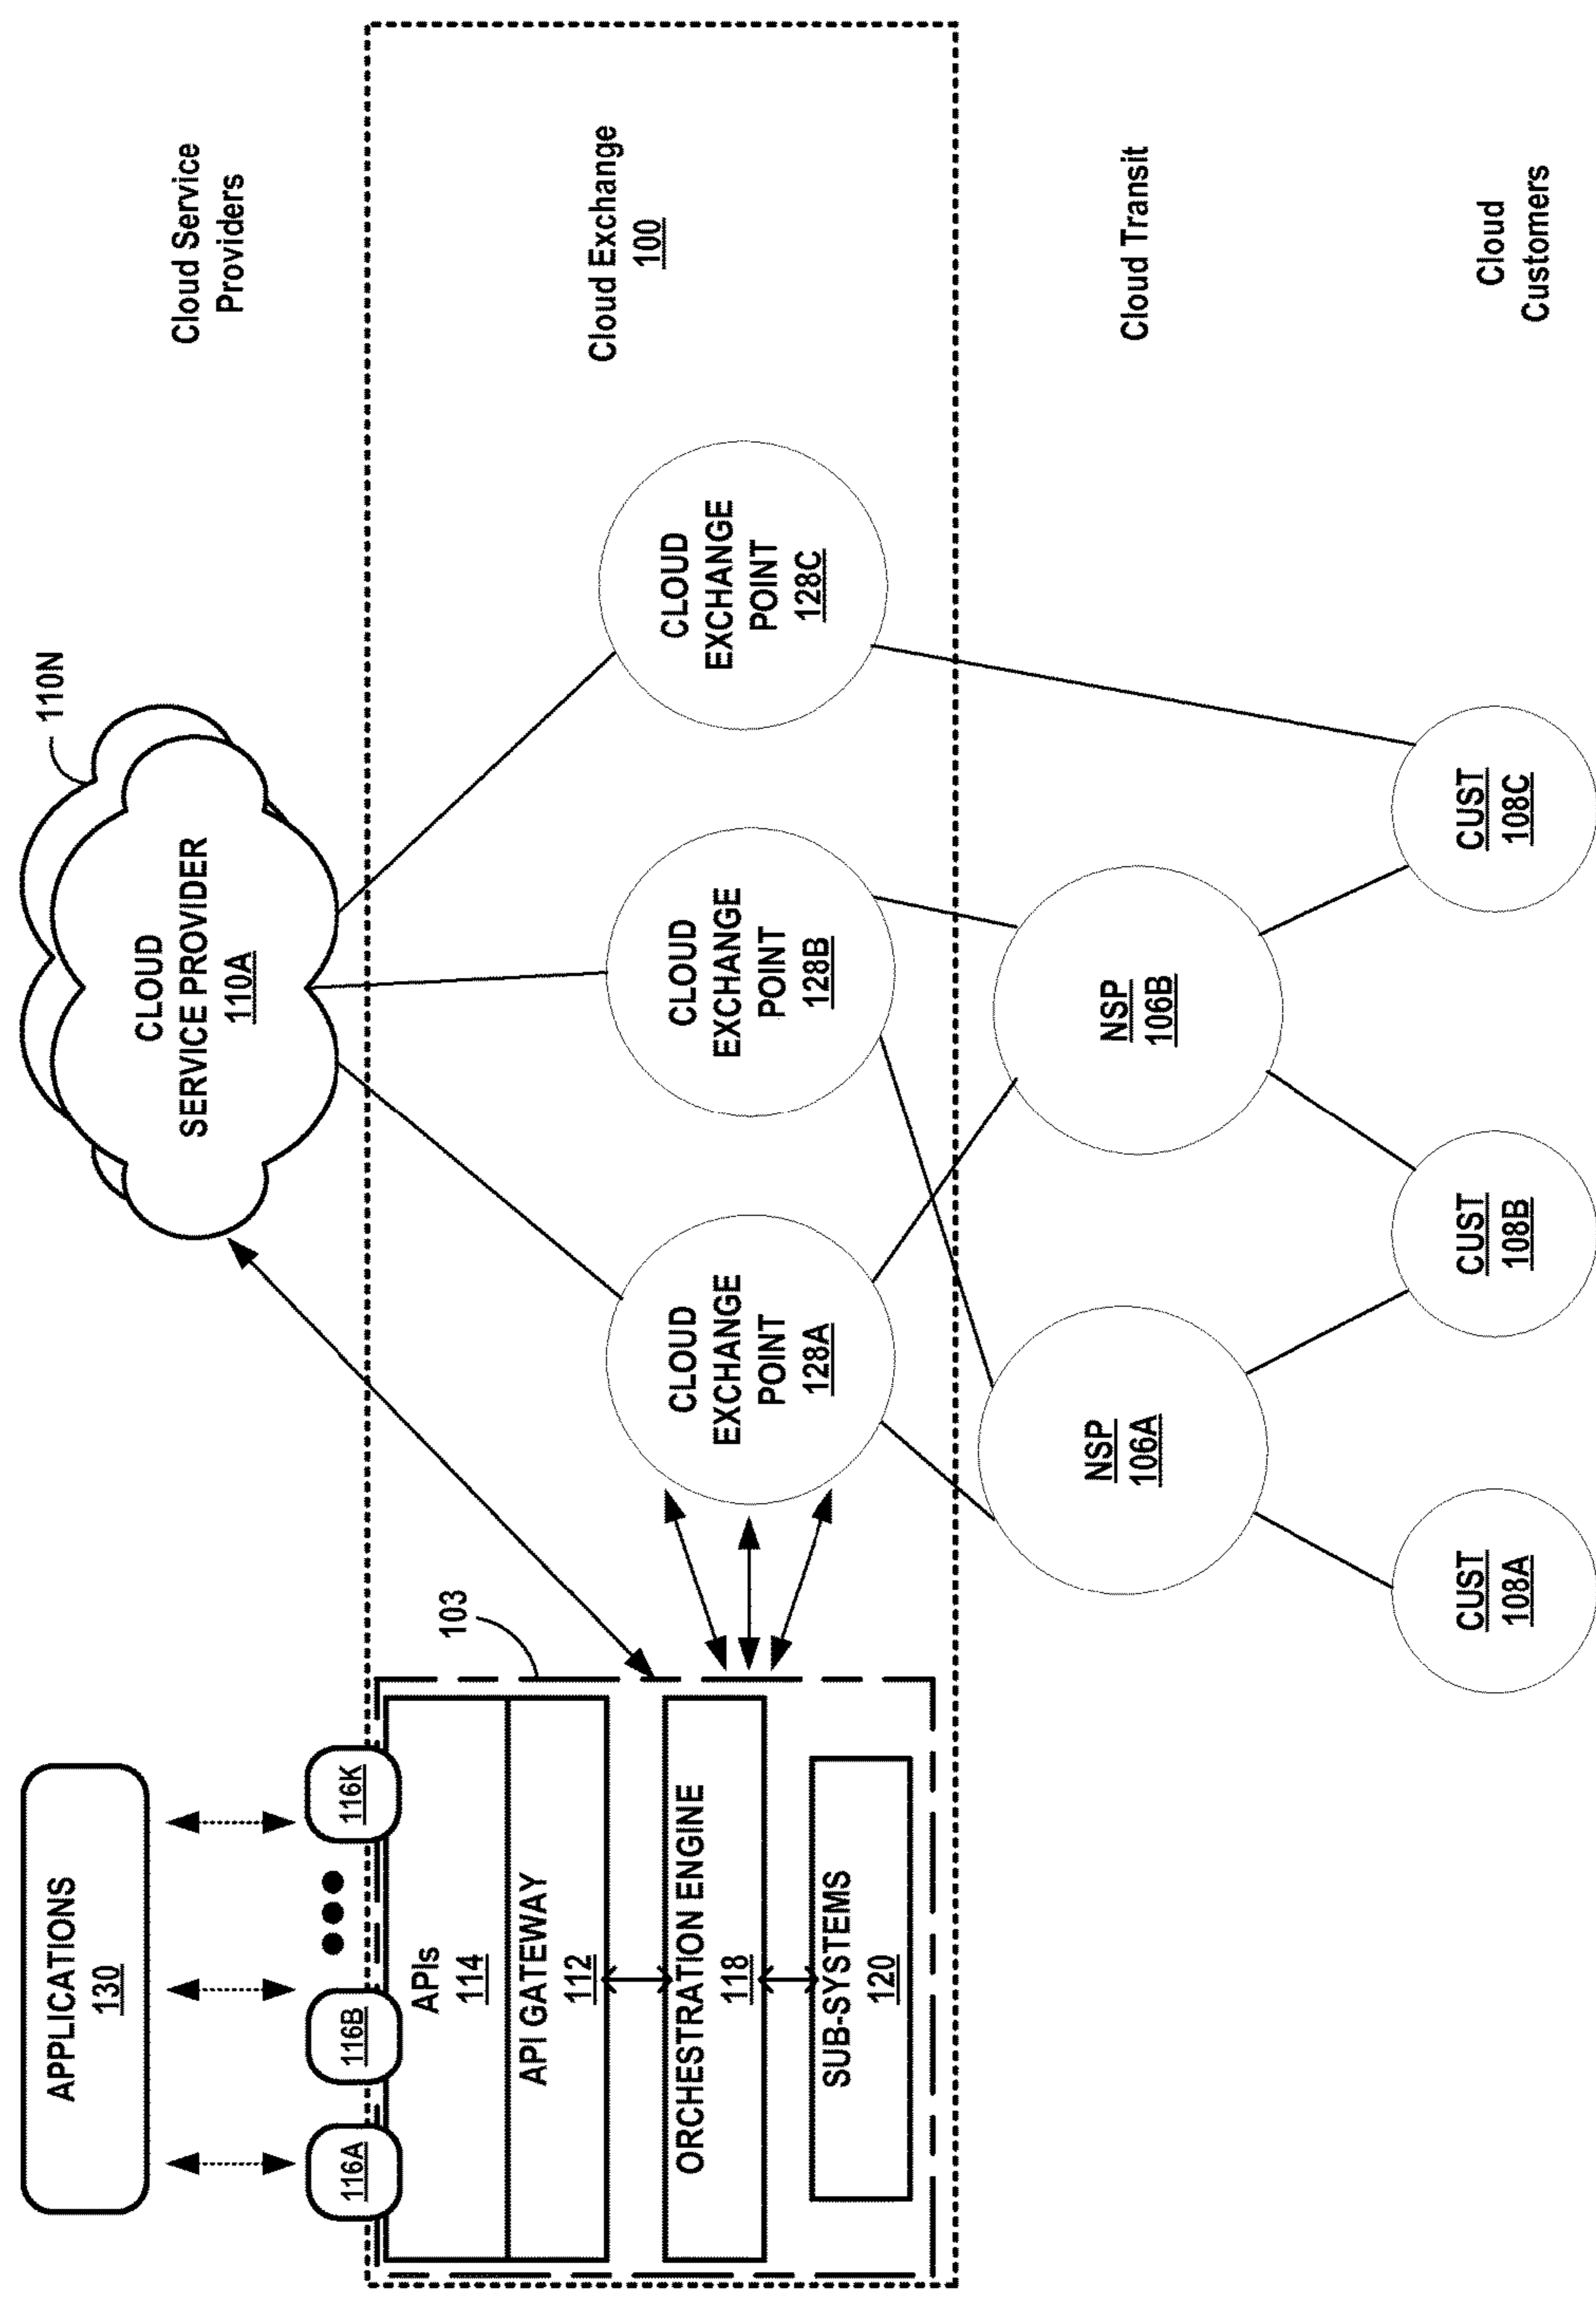 APPLICATIONS
130
116A
116B
116K
APIs
114
API GATEWAY
112
ORCHESTRATION ENGINE
118
SUB-SYSTEMS
120
103
110N
CLOUD
SERVICE PROVIDER
110A
Cloud Service
Providers
CLOUD
EXCHANGE
POINT
128A
CLOUD
EXCHANGE
POINT
128B
CLOUD
EXCHANGE
POINT
128C
Cloud Exchange
100
NSP
106A
NSP
106B
Cloud Transit
CUST
108A
CUST
108B
CUST
108C
Cloud
Customers